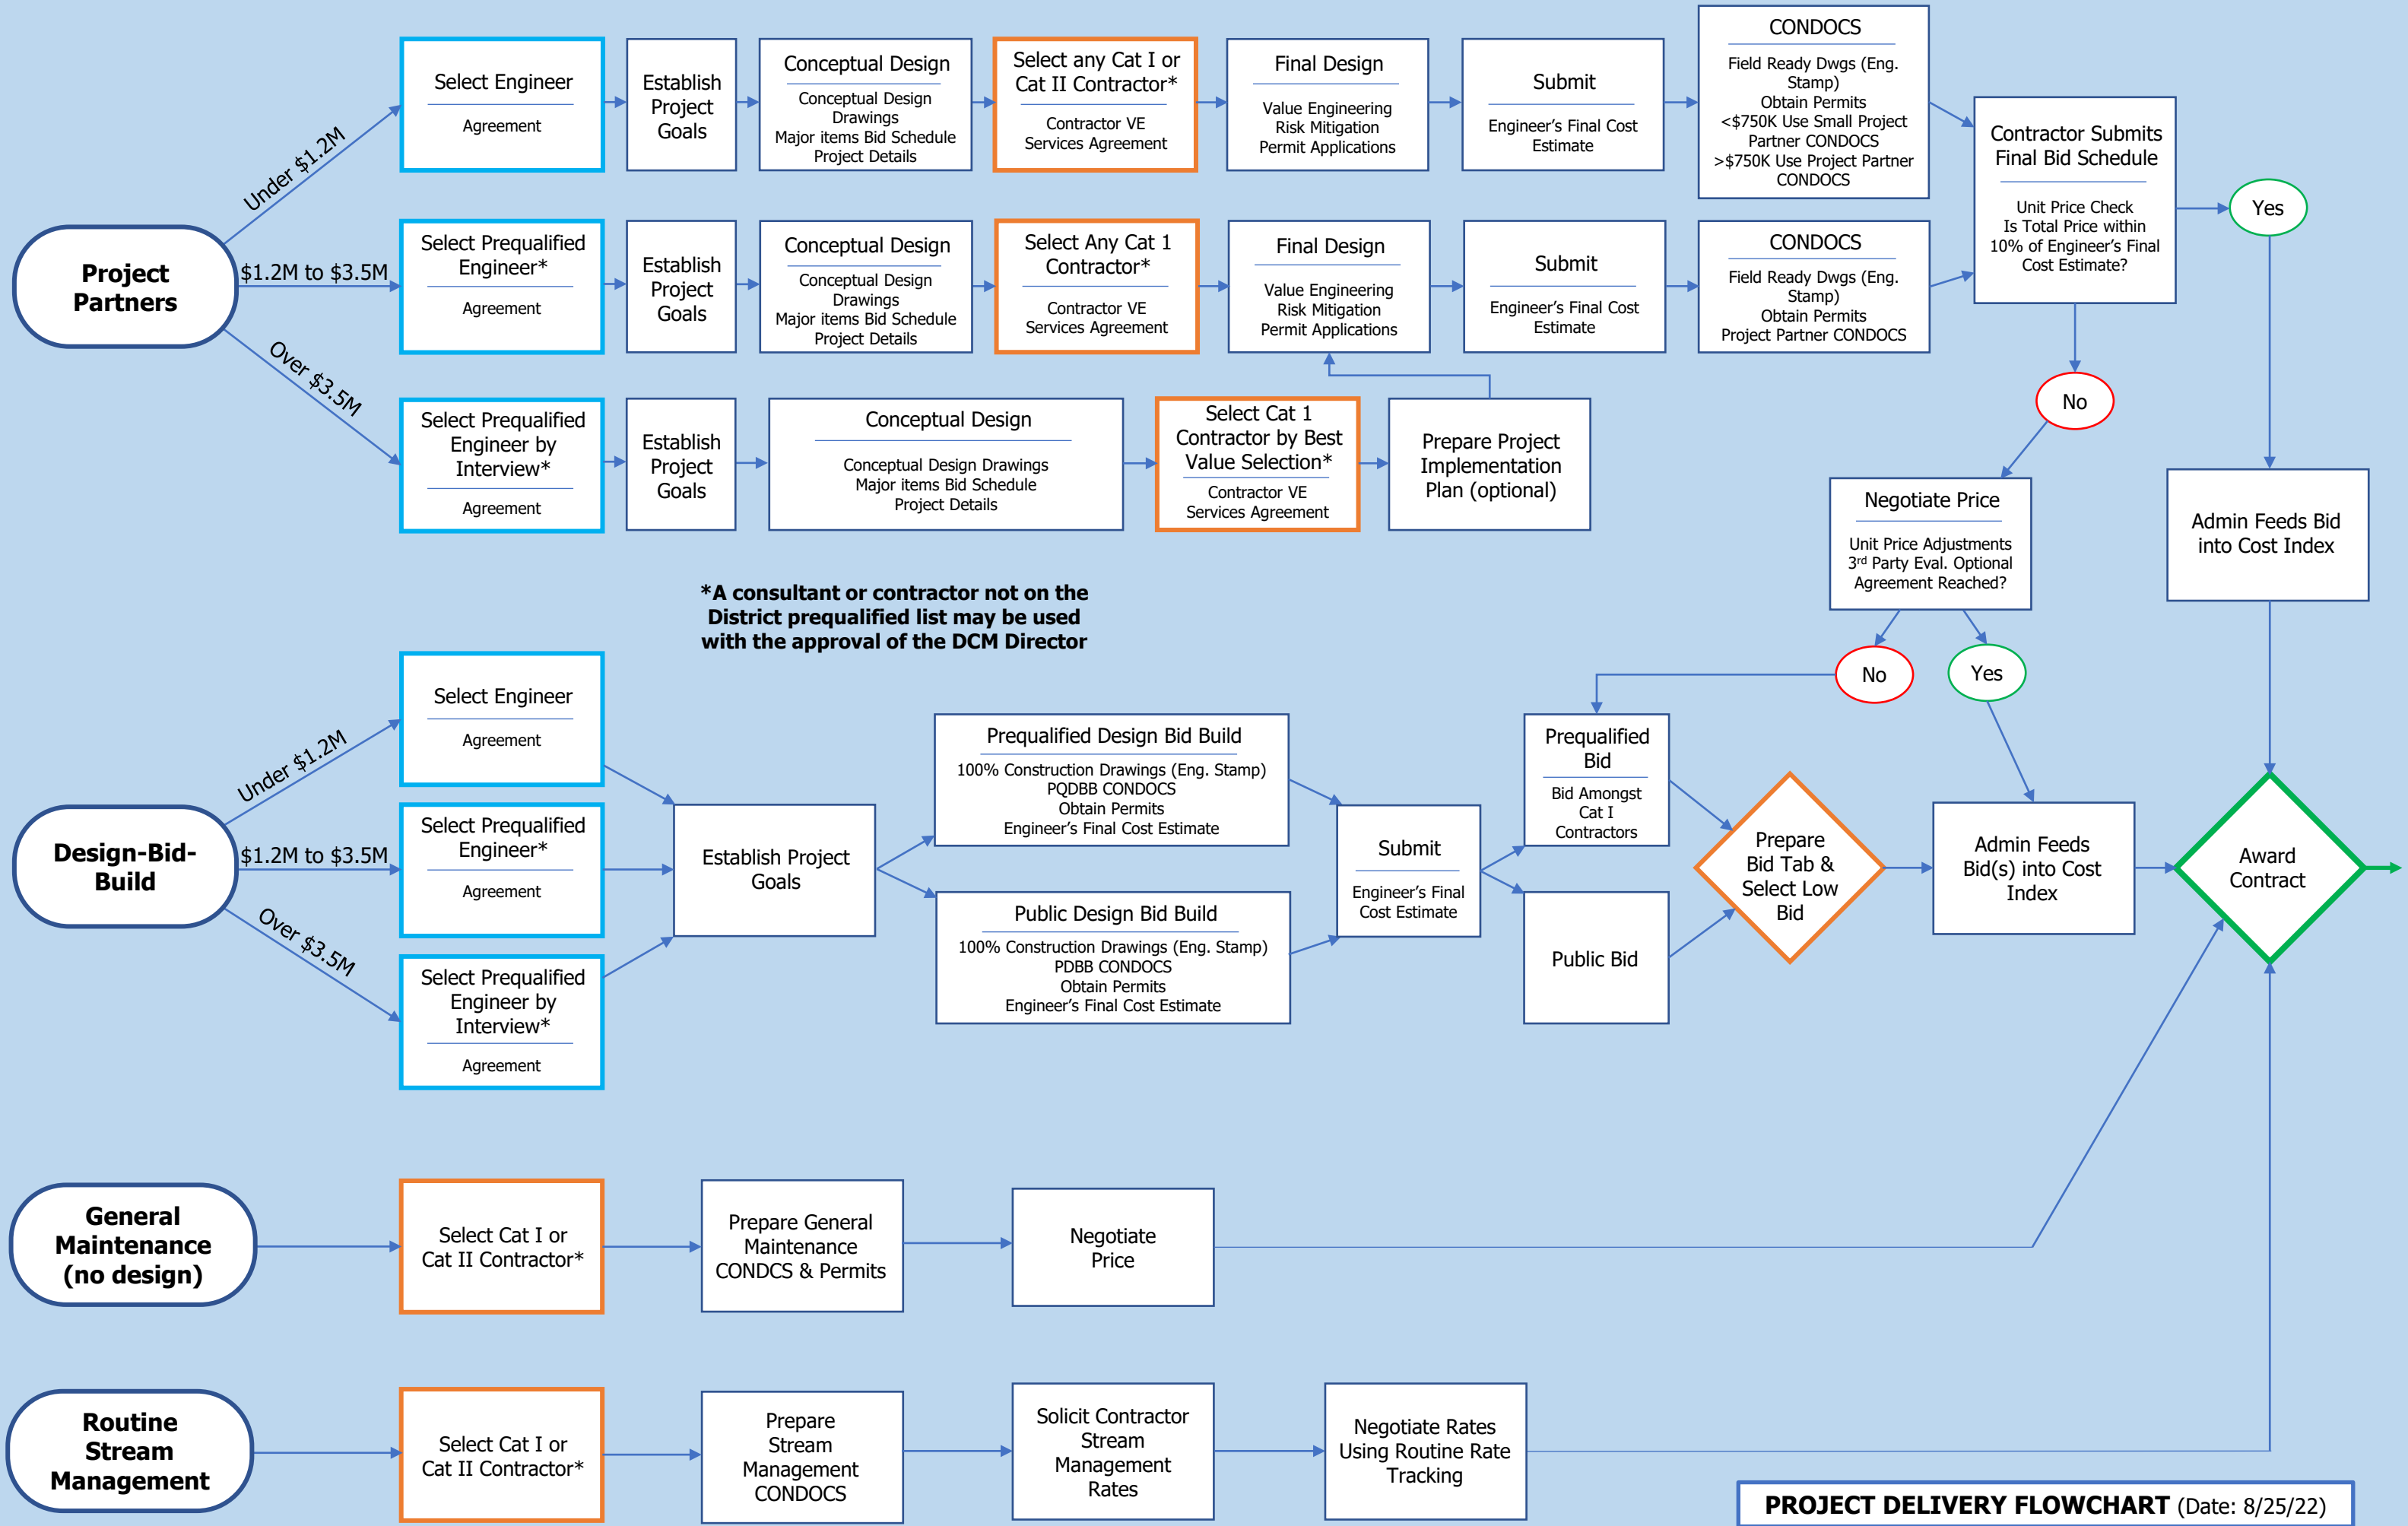 Project
Partners
Under $1.2M
$1.2M to $3.5M
Over $3.5M
Select Engineer
Agreement
Establish
Project
Goals
Conceptual Design
Conceptual Design
Drawings
Major items Bid Schedule
Project Details
Select any Cat I or
Cat II Contractor*
Contractor VE
Services Agreement
Final Design
Value Engineering
Risk Mitigation
Permit Applications
Submit
Engineer’s Final Cost
Estimate
CONDOCS
Field Ready Dwgs (Eng.
Stamp)
Obtain Permits
<$750K Use Small Project
Partner CONDOCS
>$750K Use Project Partner
CONDOCS
Select Prequalified
Engineer*
Agreement
Establish
Project
Goals
Conceptual Design
Conceptual Design
Drawings
Major items Bid Schedule
Project Details
Select Any Cat 1
Contractor*
Contractor VE
Services Agreement
Final Design
Value Engineering
Risk Mitigation
Permit Applications
Submit
Engineer’s Final Cost
Estimate
CONDOCS
Field Ready Dwgs (Eng.
Stamp)
Obtain Permits
Project Partner CONDOCS
Contractor Submits
Final Bid Schedule
Unit Price Check
Is Total Price within
10% of Engineer’s Final
Cost Estimate?
Yes
No
Select Prequalified
Engineer by
Interview*
Agreement
Establish
Project
Goals
Conceptual Design
Conceptual Design Drawings
Major items Bid Schedule
Project Details
Select Cat 1
Contractor by Best
Value Selection*
Contractor VE
Services Agreement
Prepare Project
Implementation
Plan (optional)
Negotiate Price
Unit Price Adjustments
3rd Party Eval. Optional
Agreement Reached?
No
Yes
Admin Feeds Bid
into Cost Index
*A consultant or contractor not on the
District prequalified list may be used
with the approval of the DCM Director
Design-Bid-
Build
Under $1.2M
$1.2M to $3.5M
Over $3.5M
Select Engineer
Agreement
Select Prequalified
Engineer*
Agreement
Select Prequalified
Engineer by
Interview*
Agreement
Establish Project
Goals
Prequalified Design Bid Build
100% Construction Drawings (Eng. Stamp)
PQDBB CONDOCS
Obtain Permits
Engineer’s Final Cost Estimate
Public Design Bid Build
100% Construction Drawings (Eng. Stamp)
PDBB CONDOCS
Obtain Permits
Engineer’s Final Cost Estimate
Submit
Engineer’s Final
Cost Estimate
Prequalified
Bid
Bid Amongst
Cat I
Contractors
Public Bid
Prepare
Bid Tab &
Select Low
Bid
Admin Feeds
Bid(s) into Cost
Index
Award
Contract
General
Maintenance
(no design)
Select Cat I or
Cat II Contractor*
Prepare General
Maintenance
CONDCS & Permits
Negotiate
Price
Routine
Stream
Management
Select Cat I or
Cat II Contractor*
Prepare
Stream
Management
CONDOCS
Solicit Contractor
Stream
Management
Rates
Negotiate Rates
Using Routine Rate
Tracking
PROJECT DELIVERY FLOWCHART (Date: 8/25/22)